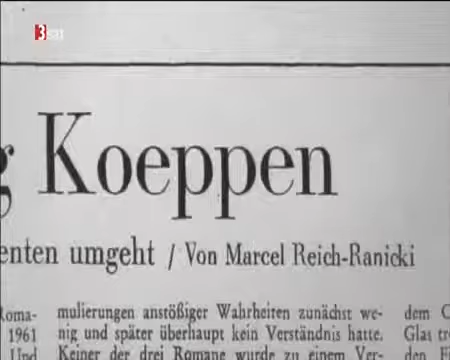 3sat
g Koeppen
enten umgeht / Von Marcel Reich-Ranicki
Roma- mulierungen anstößiger Wahrheiten zunächst we- dem
1961 nig und später überhaupt kein Verständnis hatte. Glas
Und Keiner der drei Romane wurde zu einem Ver- den